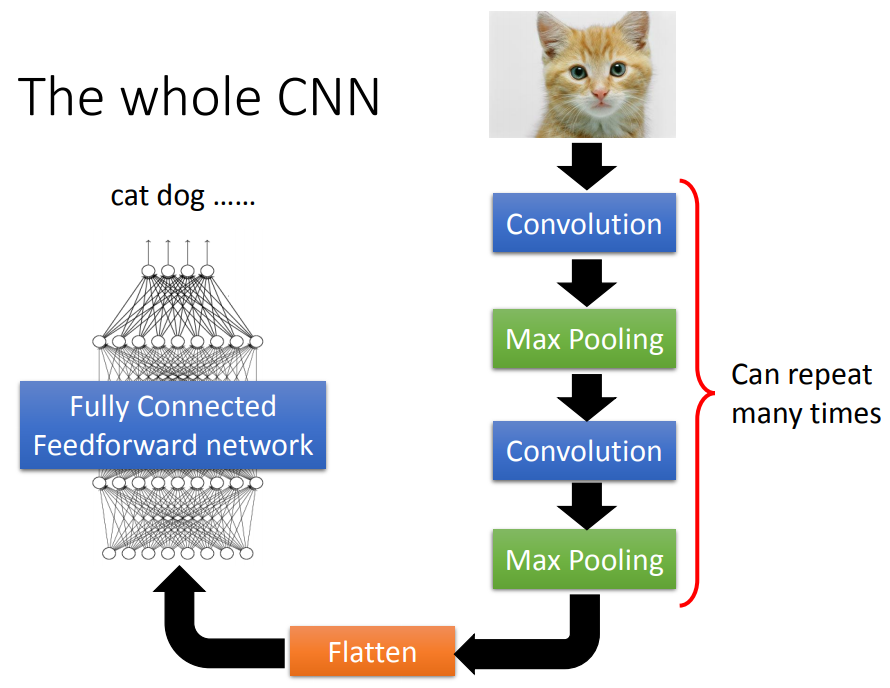 The whole CNN
cat dog ……
Convolution
Max Pooling
Convolution
Max Pooling
Can repeat
many times
Flatten
Fully Connected
Feedforward network